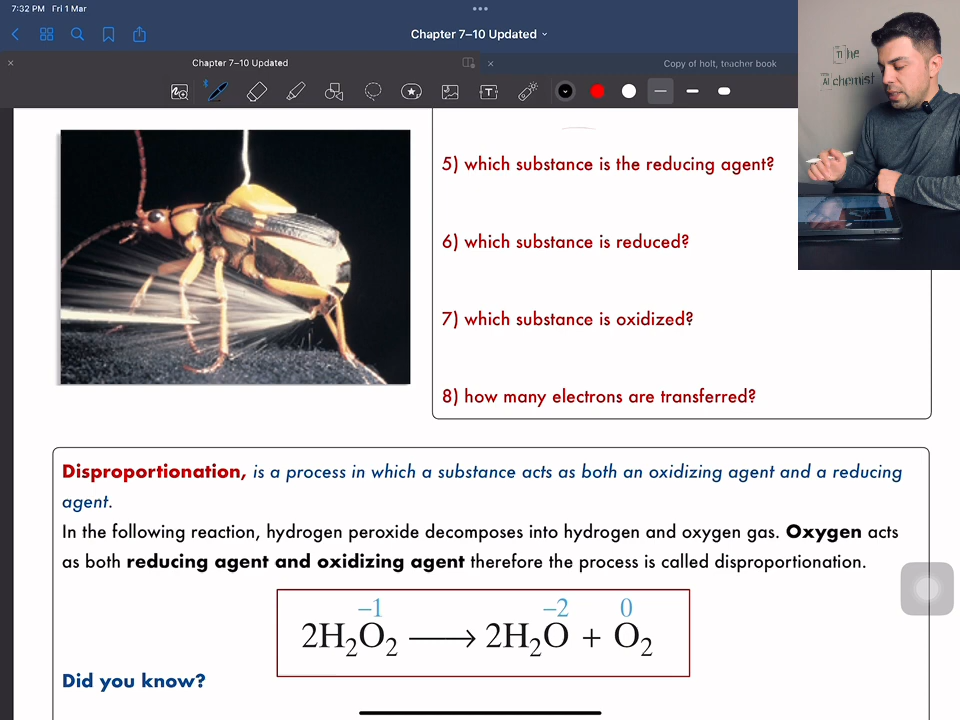 7:32 PM Fri 1 Mar
Chapter 7–10 Updated
Chapter 7–10 Updated
Copy of holt, teacher book
The
Alchemist
5) which substance is the reducing agent?
6) which substance is reduced?
7) which substance is oxidized?
8) how many electrons are transferred?
Disproportionation, is a process in which a substance acts as both an oxidizing agent and a reducing
agent.
In the following reaction, hydrogen peroxide decomposes into hydrogen and oxygen gas. Oxygen acts
as both reducing agent and oxidizing agent therefore the process is called disproportionation.
−1 −2 0
2H₂O₂ ⟶ 2H₂O + O₂
Did you know?